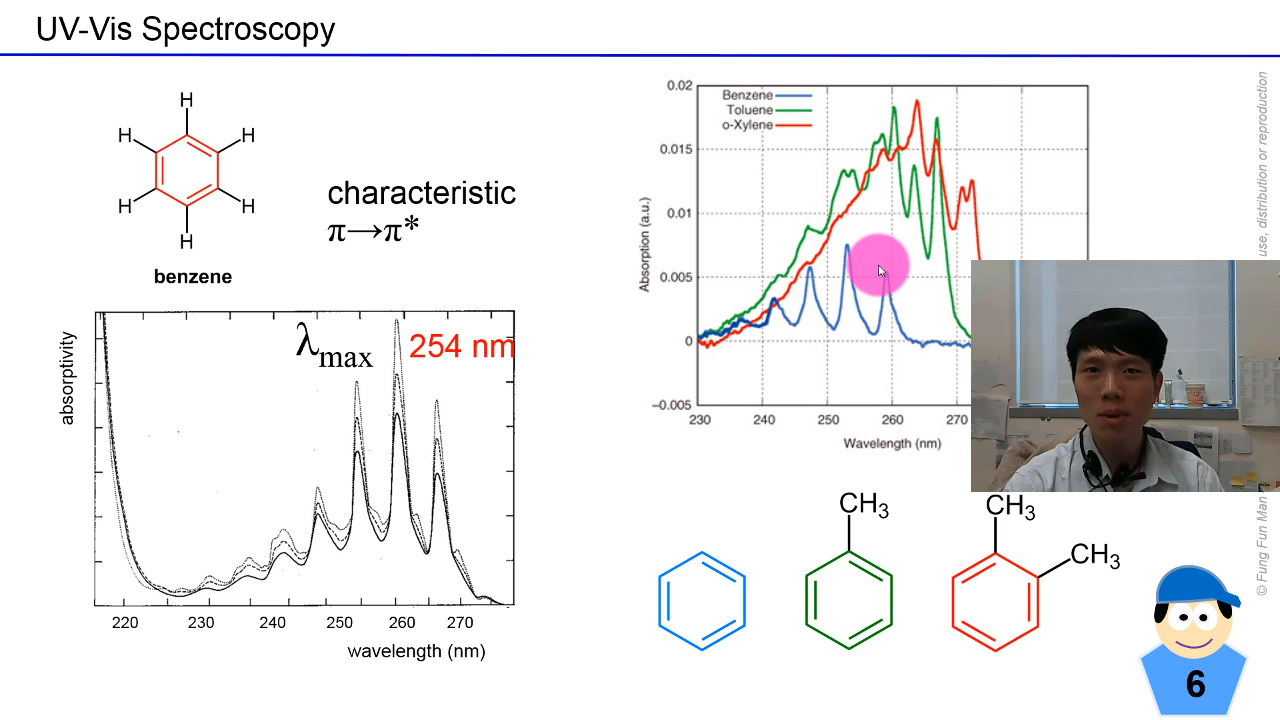 UV-Vis Spectroscopy
H
H
H
H
H
H
benzene
characteristic
π→π*
absorptivity
λmax
254 nm
220 230 240 250 260 270
wavelength (nm)
Benzene
Toluene
o-Xylene
Absorption (a.u.)
0.02
0.015
0.01
0.005
0
−0.005
230 240 250 260 270
Wavelength (nm)
CH3
CH3
CH3
use, distribution or reproduction
© Fung Fun Man
6